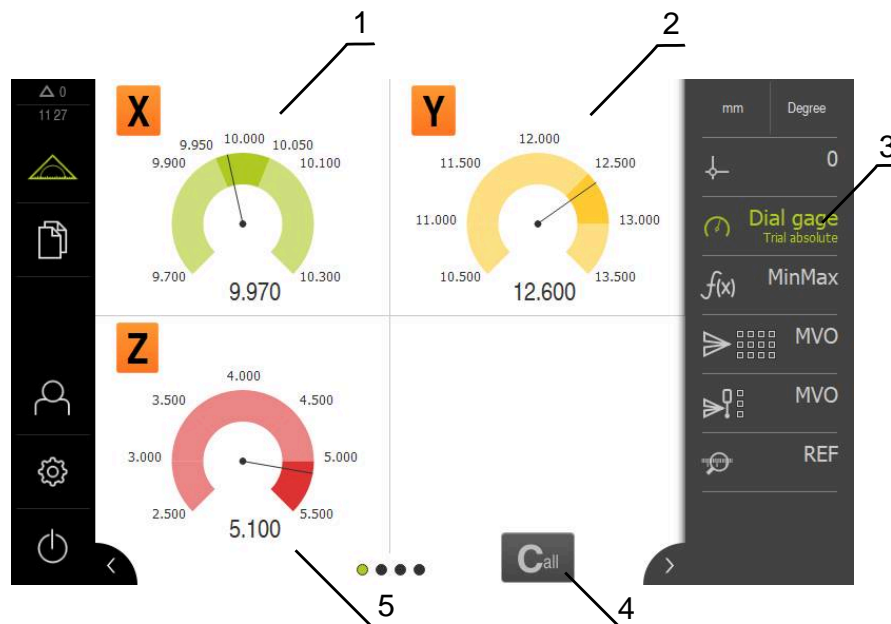 1
2
0
11 27
X
9.950
10.000
10.050
9.900
10.100
9.700
10.300
9.970
Y
12.000
11.500
12.500
11.000
13.000
10.500
13.500
12.600
mm
Degree
0
3
Dial gage
Trial absolute
f(x)
MinMax
MVO
MVO
REF
Z
4.000
3.500
4.500
3.000
5.000
2.500
5.500
5.100
Call
5
4